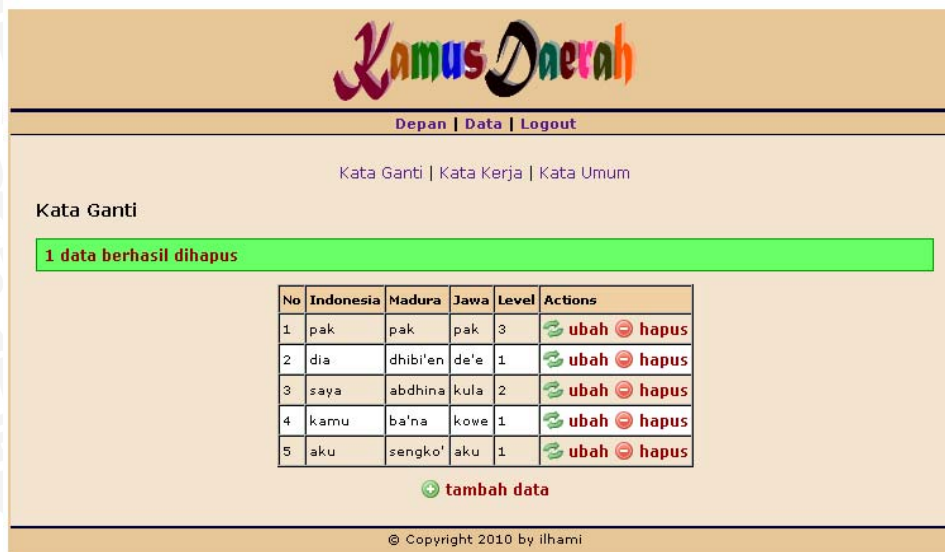 Kamus Daerah
Depan | Data | Logout
Kata Ganti | Kata Kerja | Kata Umum
Kata Ganti
1 data berhasil dihapus
No Indonesia Madura Jawa Level Actions
1 pak pak pak 3 ubah hapus
2 dia dhibi'en de'e 1 ubah hapus
3 saya abdhina kula 2 ubah hapus
4 kamu ba'na kowe 1 ubah hapus
5 aku sengko' aku 1 ubah hapus
tambah data
© Copyright 2010 by ilhami